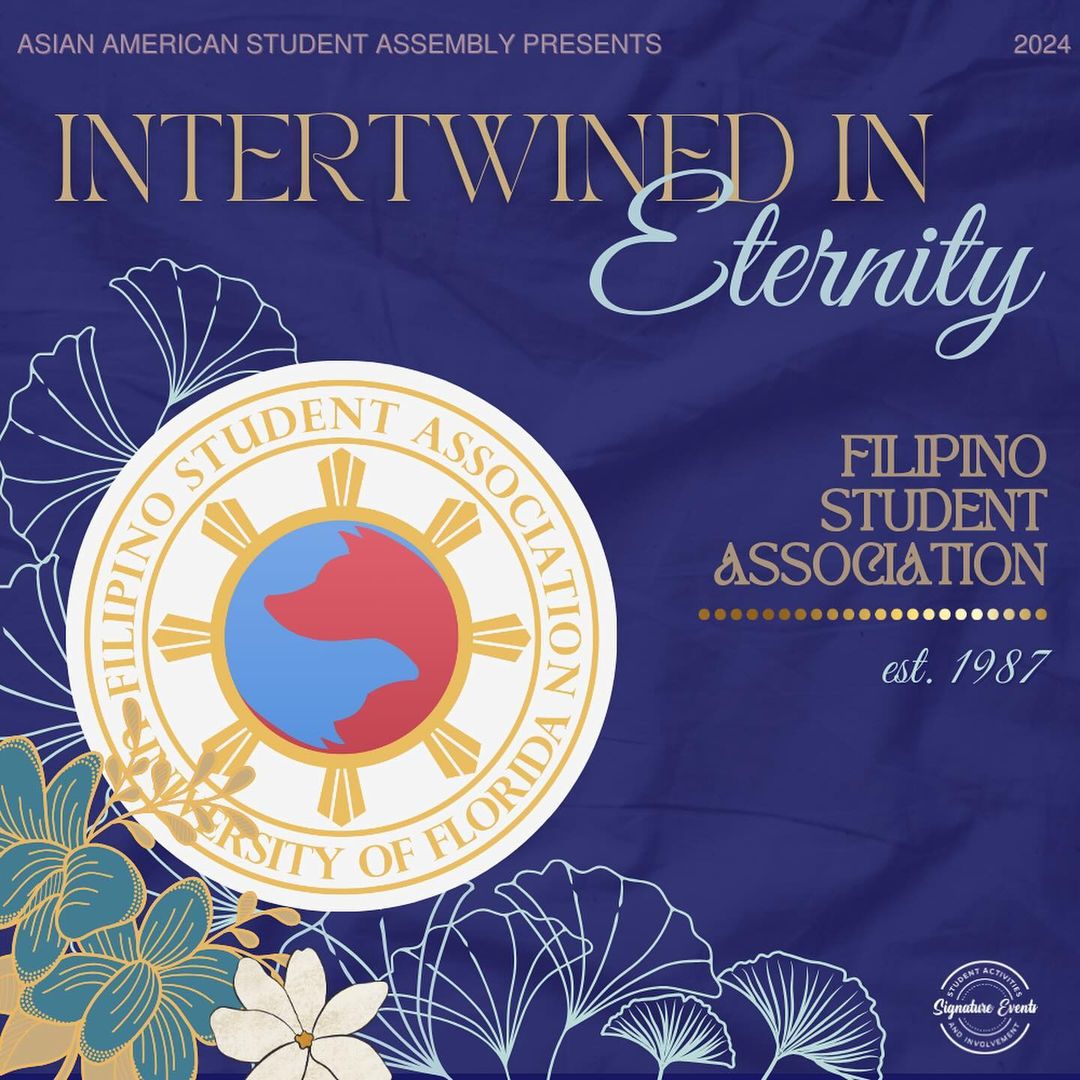 ASIAN AMERICAN STUDENT ASSEMBLY PRESENTS
2024
INTERTWINED IN
Eternity
FILIPINO STUDENT ASSOCIATION
UNIVERSITY OF FLORIDA
FILIPINO
STUDENT
ASSOCIATION
est. 1987
STUDENT ACTIVITIES
Signature Events
AND INVOLVEMENT